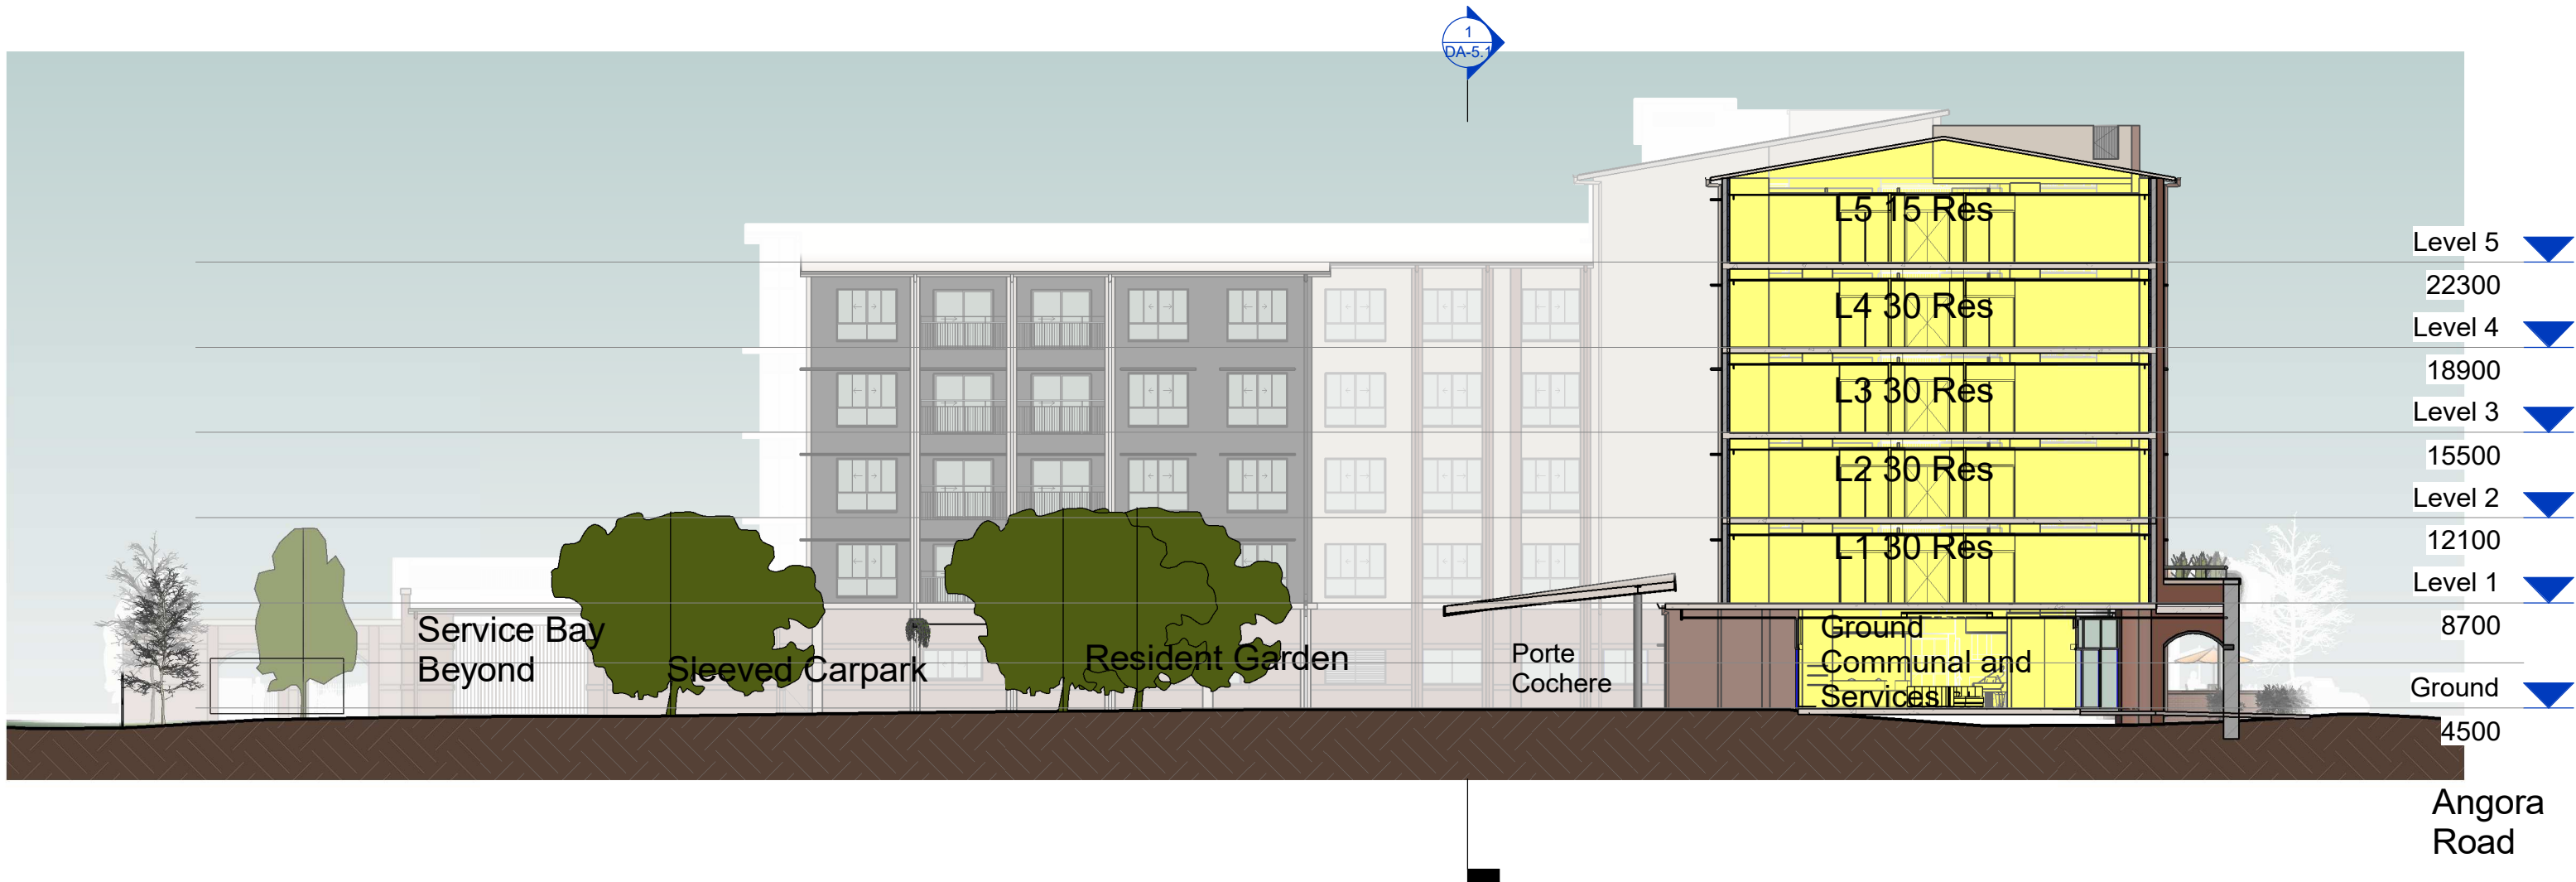 1
DA-5.1
L5 15 Res
L4 30 Res
L3 30 Res
L2 30 Res
L1 30 Res
Ground
Communal and
Services
Service Bay
Beyond
Sleeved Carpark
Resident Garden
Porte
Cochere
Level 5
22300
Level 4
18900
Level 3
15500
Level 2
12100
Level 1
8700
Ground
4500
Angora
Road